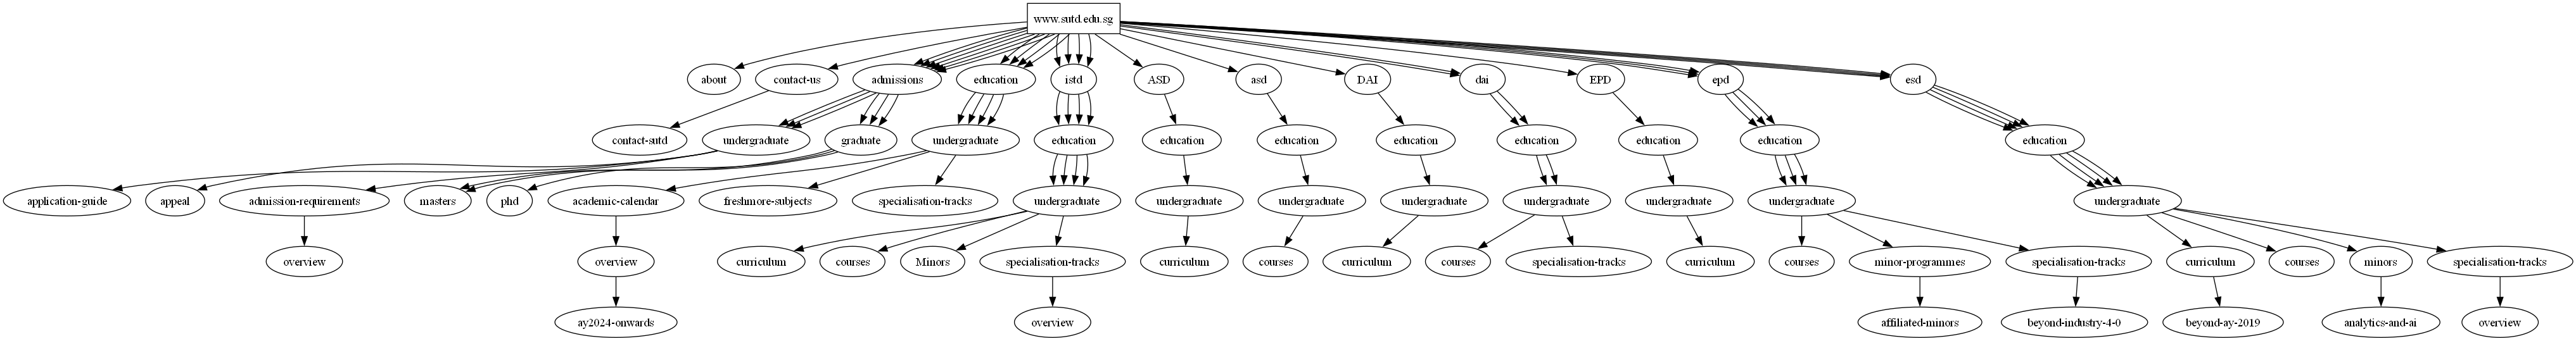 www.sutd.edu.sg
about
contact-us
admissions
education
istd
ASD
asd
DAI
dai
EPD
epd
esd
contact-sutd
undergraduate
graduate
undergraduate
education
education
education
education
education
education
education
education
application-guide
appeal
admission-requirements
masters
phd
academic-calendar
freshmore-subjects
specialisation-tracks
undergraduate
undergraduate
undergraduate
undergraduate
undergraduate
undergraduate
undergraduate
undergraduate
overview
overview
curriculum
courses
Minors
specialisation-tracks
curriculum
courses
curriculum
courses
specialisation-tracks
curriculum
courses
minor-programmes
specialisation-tracks
curriculum
courses
minors
specialisation-tracks
ay2024-onwards
overview
affiliated-minors
beyond-industry-4-0
beyond-ay-2019
analytics-and-ai
overview